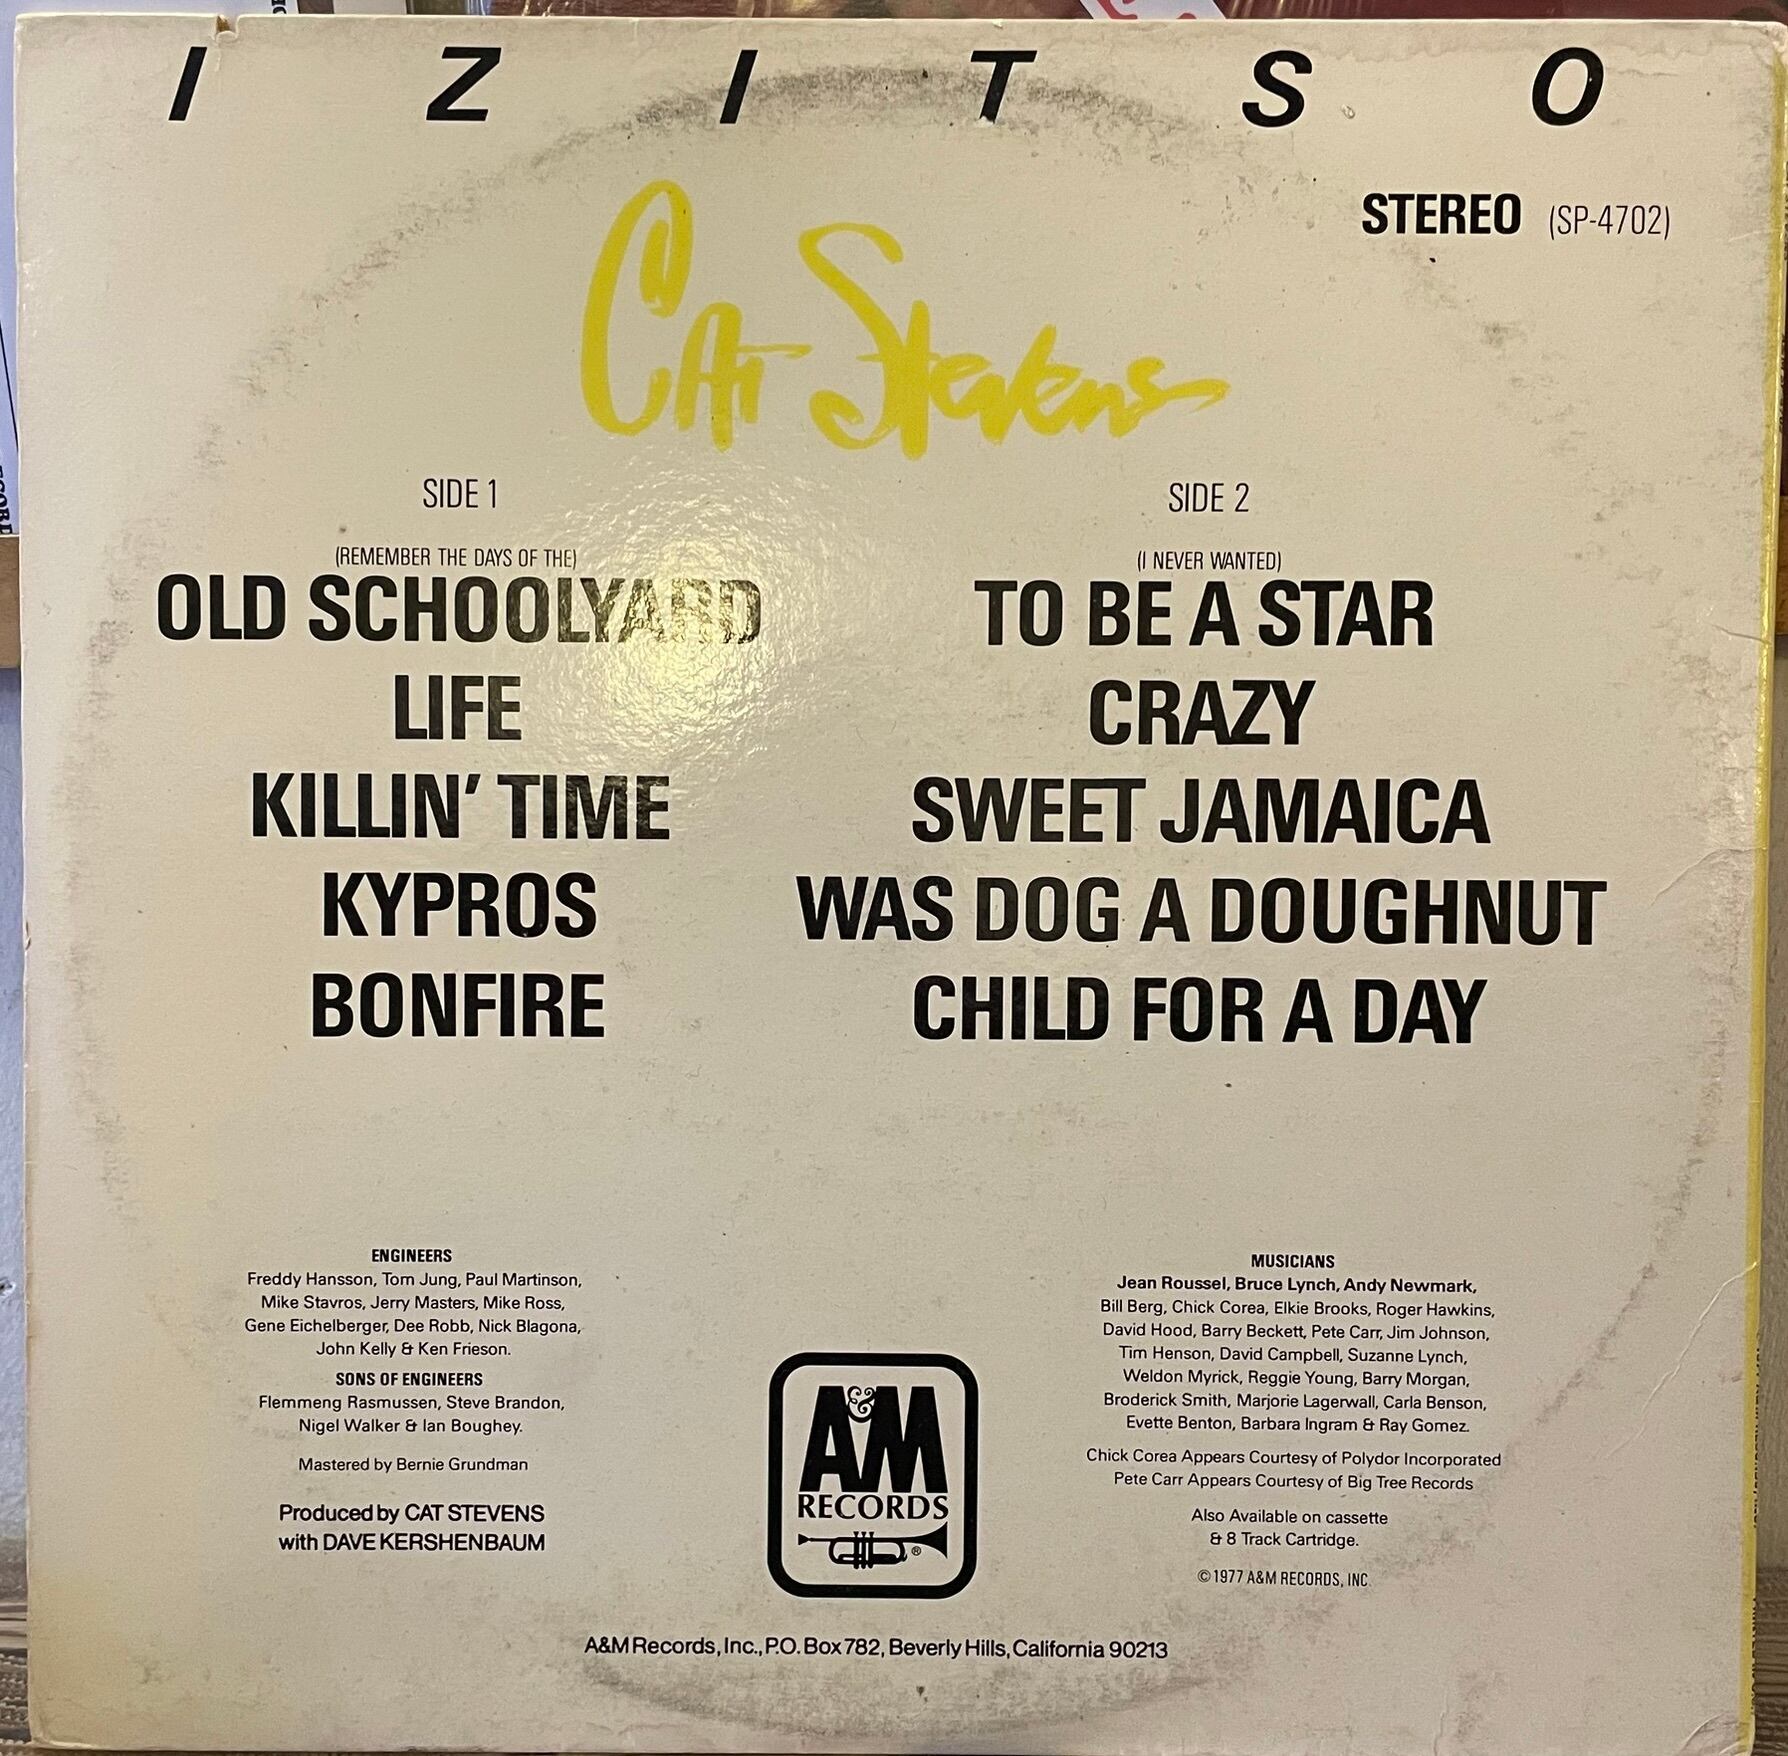 I Z I T S O
STEREO (SP-4702)
Cat Stevens
SIDE 1
(REMEMBER THE DAYS OF THE)
OLD SCHOOLYARD
LIFE
KILLIN' TIME
KYPROS
BONFIRE
SIDE 2
(I NEVER WANTED)
TO BE A STAR
CRAZY
SWEET JAMAICA
WAS DOG A DOUGHNUT
CHILD FOR A DAY
ENGINEERS
Freddy Hansson, Tom Jung, Paul Martinson,
Mike Stavros, Jerry Masters, Mike Ross,
Gene Eichelberger, Dee Robb, Nick Blagona,
John Kelly & Ken Frieson.
SONS OF ENGINEERS
Flemmeng Rasmussen, Steve Brandon,
Nigel Walker & Ian Boughey.
Mastered by Bernie Grundman
Produced by CAT STEVENS
with DAVE KERSHENBAUM
A&M
RECORDS
®
MUSICIANS
Jean Roussel, Bruce Lynch, Andy Newmark,
Bill Berg, Chick Corea, Elkie Brooks, Roger Hawkins,
David Hood, Barry Beckett, Pete Carr, Jim Johnson,
Tim Henson, David Campbell, Suzanne Lynch,
Weldon Myrick, Reggie Young, Barry Morgan,
Broderick Smith, Marjorie Lagerwall, Carla Benson,
Evette Benton, Barbara Ingram & Ray Gomez.
Chick Corea Appears Courtesy of Polydor Incorporated
Pete Carr Appears Courtesy of Big Tree Records
Also Available on cassette
& 8 Track Cartridge.
©1977 A&M RECORDS, INC.
A&M Records, Inc., P.O. Box 782, Beverly Hills, California 90213